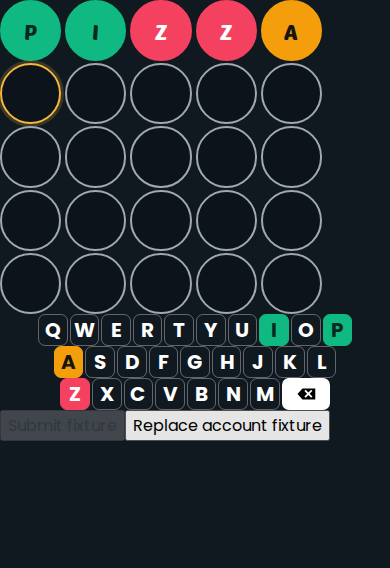 P I Z Z A
Q W E R T Y U I O P
A S D F G H J K L
Z X C V B N M
Submit fixture Replace account fixture